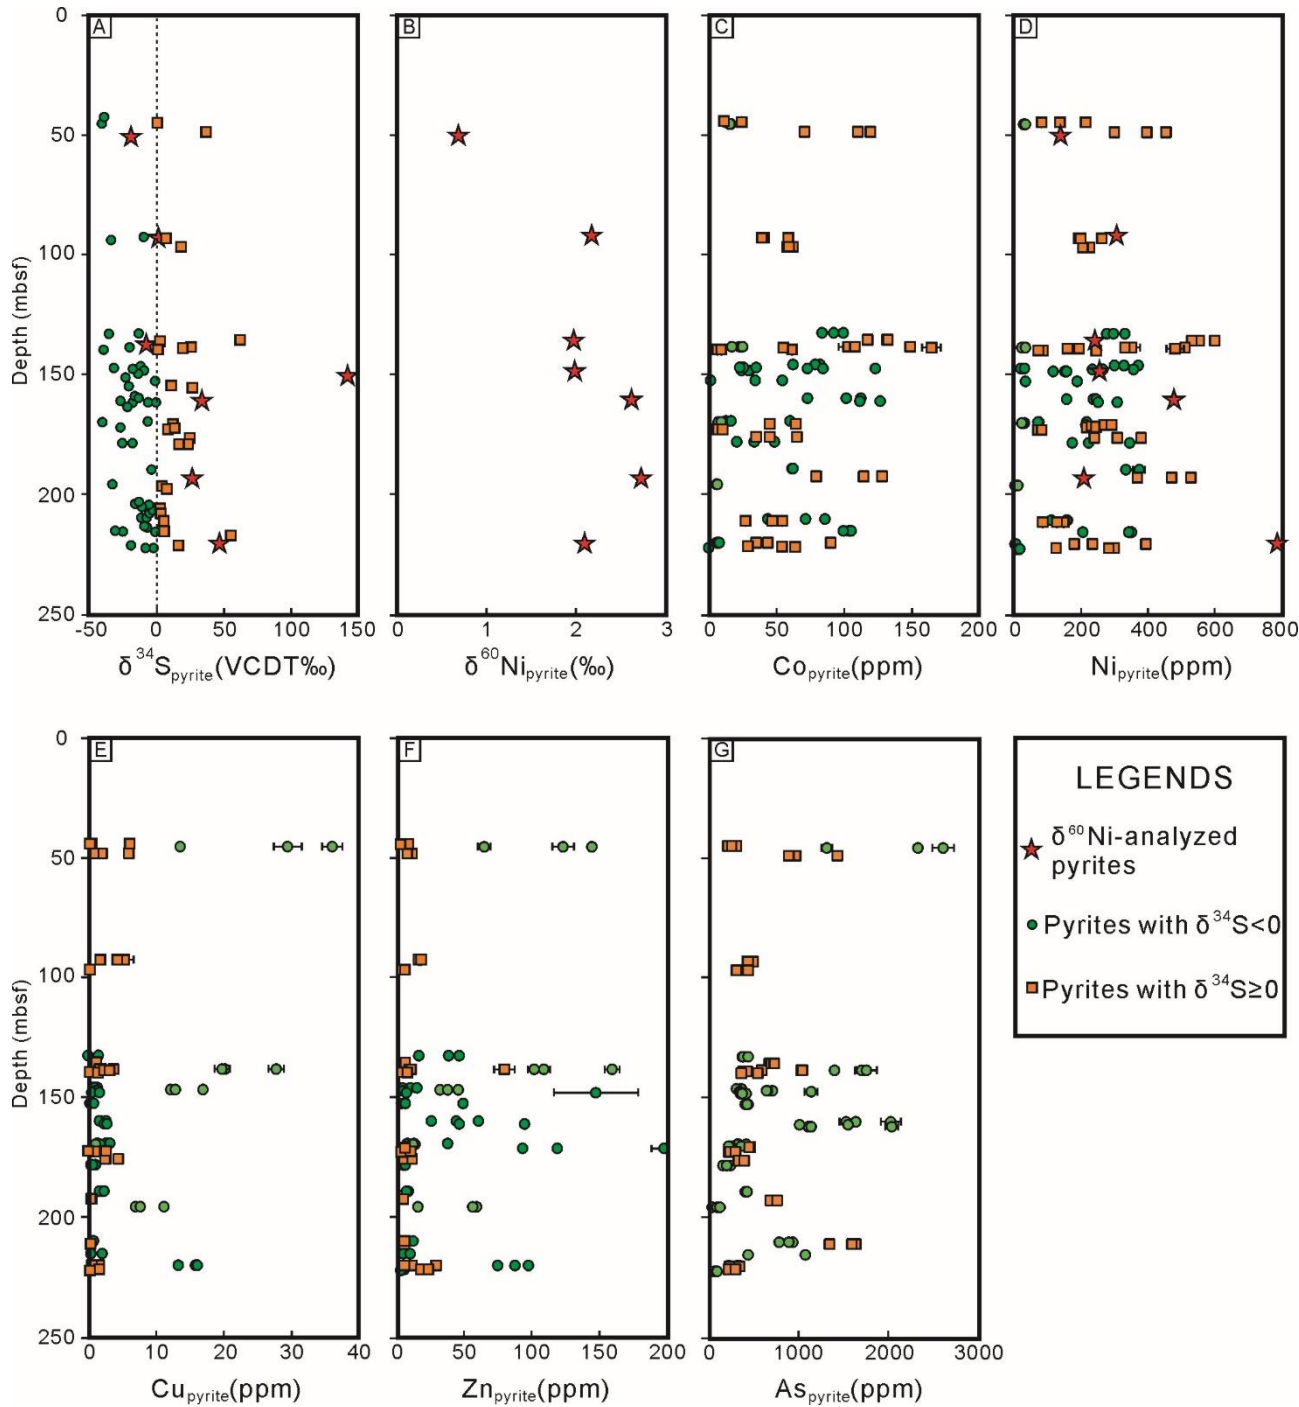 A B C D
0
50
100
150
200
250
Depth (mbsf)
-50 0 50 100 150
0 1 2 3
0 50 100 150 200
0 200 400 600 800
δ³⁴Spyrite(VCDT‰)
δ⁶⁰Nipyrite(‰)
Copyrite(ppm)
Nipyrite(ppm)
E F G
0
50
100
150
200
250
Depth (mbsf)
0 10 20 30 40
0 50 100 150 200
0 1000 2000 3000
Cupyrite(ppm)
Znpyrite(ppm)
Aspyrite(ppm)
LEGENDS
δ⁶⁰Ni-analyzed
pyrites
Pyrites with δ³⁴S<0
Pyrites with δ³⁴S≥0